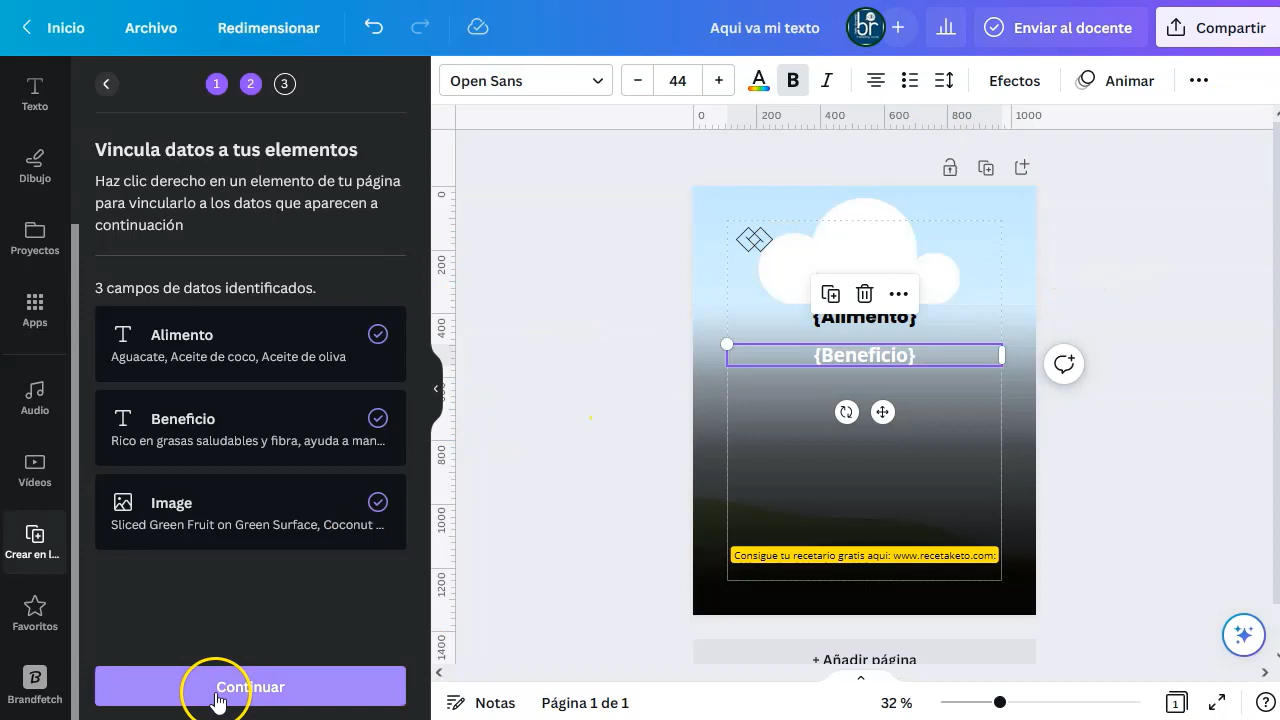 Inicio
Archivo
Redimensionar
Aqui va mi texto
br
Enviar al docente
Compartir
Texto
Dibujo
Proyectos
Apps
Audio
Vídeos
Crear en l...
Favoritos
Brandfetch
1
2
3
Vincula datos a tus elementos
Haz clic derecho en un elemento de tu página
para vincularlo a los datos que aparecen a
continuación
3 campos de datos identificados.
Alimento
Aguacate, Aceite de coco, Aceite de oliva
Beneficio
Rico en grasas saludables y fibra, ayuda a man...
Image
Sliced Green Fruit on Green Surface, Coconut ...
Continuar
Open Sans
44
A
B
I
Efectos
Animar
0
200
400
600
800
1000
0
200
400
800
1000
1200
1400
{Alimento}
{Beneficio}
Consigue tu recetario gratis aqui: www.recetaketo.com:
+ Añadir página
Notas
Página 1 de 1
32 %
1